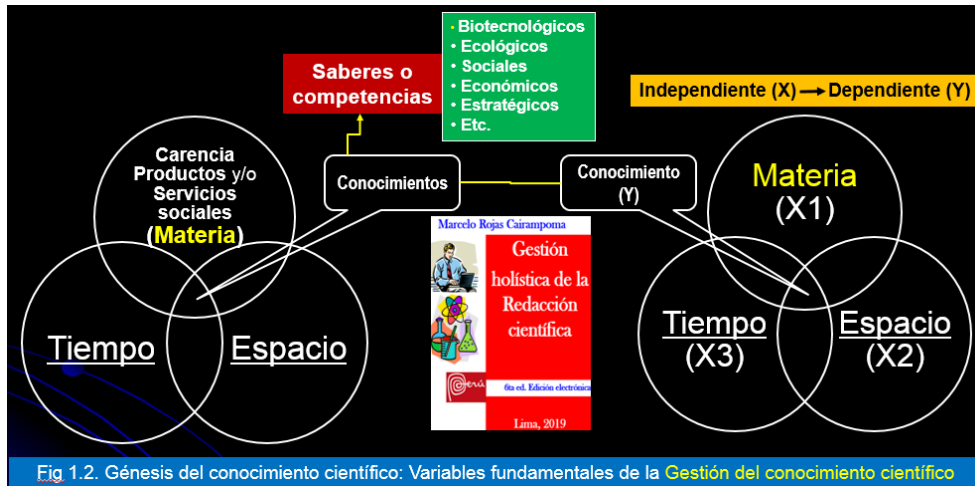 • Biotecnológicos
• Ecológicos
• Sociales
• Económicos
• Estratégicos
• Etc.
Saberes o
competencias
Independiente (X) → Dependiente (Y)
Carencia
Productos y/o
Servicios
sociales
(Materia)
Tiempo
Espacio
Conocimientos
Conocimiento
(Y)
Materia
(X1)
Tiempo
(X3)
Espacio
(X2)
Marcelo Rojas Cairampoma
Gestión
holística de la
Redacción
científica
Perú
6ta ed. Edición electrónica
Lima, 2019
Fig 1.2. Génesis del conocimiento científico: Variables fundamentales de la Gestión del conocimiento científico